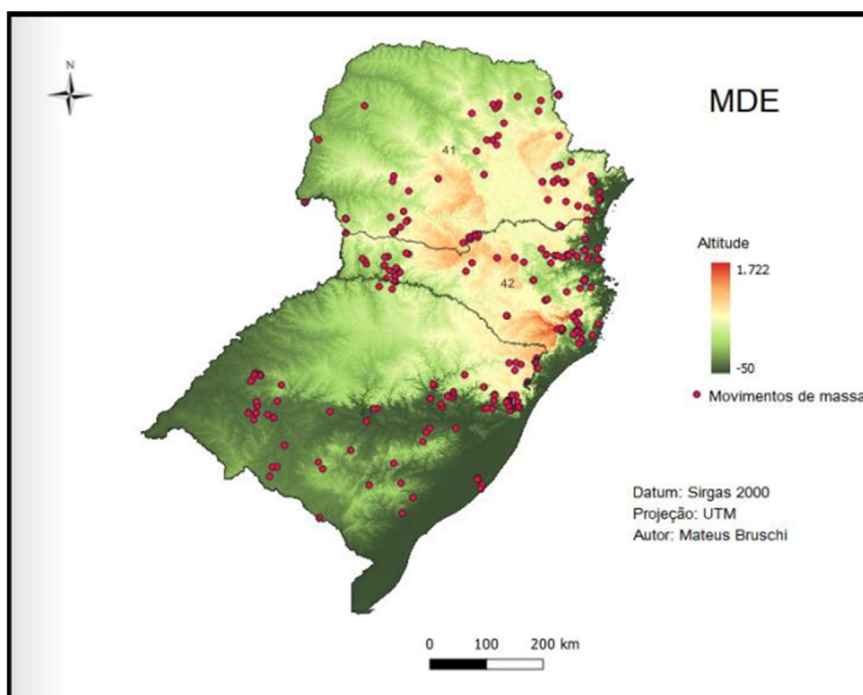 N
MDE
41
42
Altitude
1.722
-50
Movimentos de massa
Datum: Sirgas 2000
Projeção: UTM
Autor: Mateus Bruschi
0 100 200 km